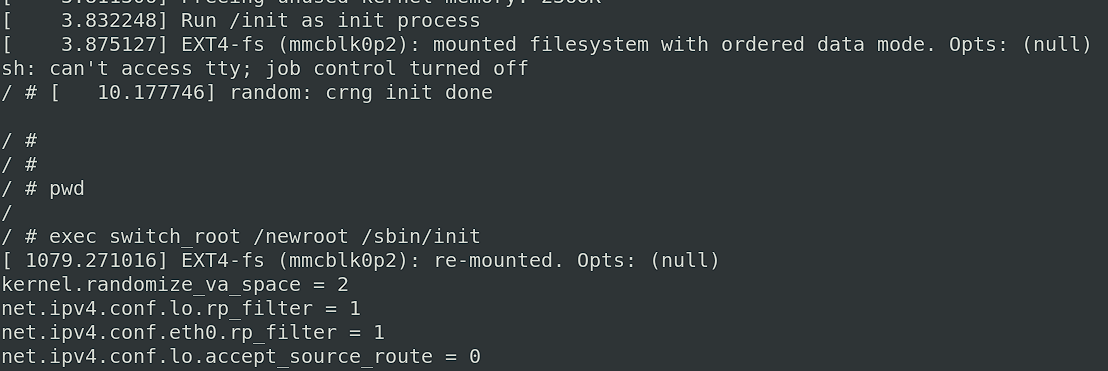 [    3.832248] Run /init as init process
[    3.875127] EXT4-fs (mmcblk0p2): mounted filesystem with ordered data mode. Opts: (null)
sh: can't access tty; job control turned off
/ # [   10.177746] random: crng init done
/ #
/ #
/ # pwd
/
/ # exec switch_root /newroot /sbin/init
[ 1079.271016] EXT4-fs (mmcblk0p2): re-mounted. Opts: (null)
kernel.randomize_va_space = 2
net.ipv4.conf.lo.rp_filter = 1
net.ipv4.conf.eth0.rp_filter = 1
net.ipv4.conf.lo.accept_source_route = 0